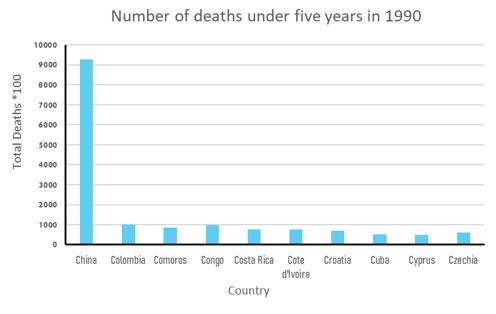 Number of deaths under five years in 1990
Total Deaths *100
10000
9000
8000
7000
6000
5000
4000
3000
2000
1000
0
China Colombia Comoros Congo Costa Rica Cote d'Ivoire Croatia Cuba Cyprus Czechia
Country